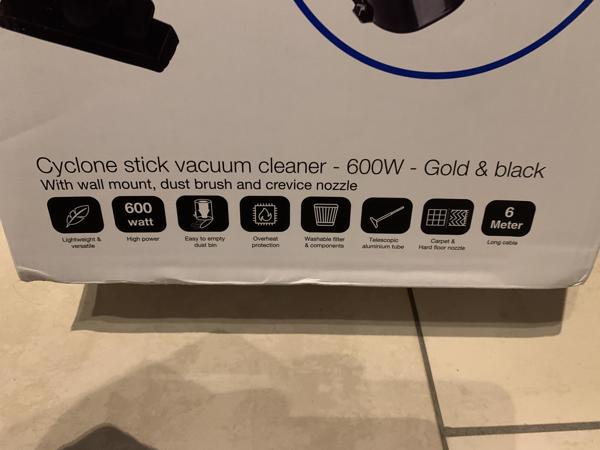 Cyclone stick vacuum cleaner - 600W - Gold & black
With wall mount, dust brush and crevice nozzle
600
watt
6
Meter
Lightweight &
versatile
High power
Easy to empty
dust bin
Overheat
protection
Washable filter
& components
Telescopic
aluminium tube
Carpet &
Hard floor nozzle
Long cable